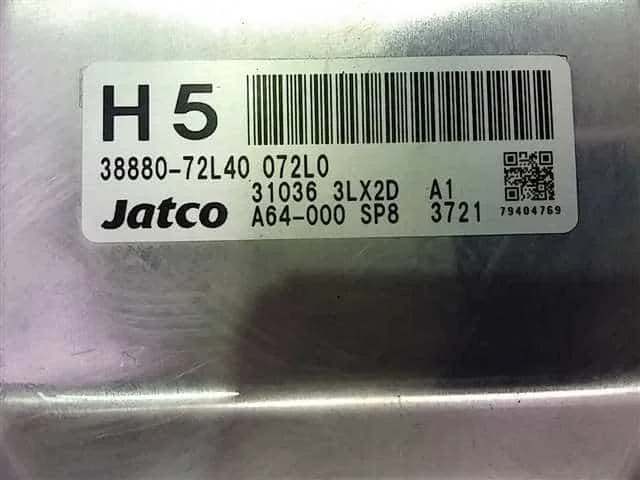 H5
38880-72L40 072L0
31036 3LX2D A1
Jatco A64-000 SP8 3721
79404769